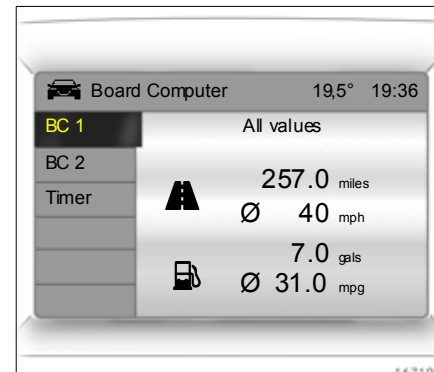 Board Computer 19,5° 19:36
BC 1 All values
BC 2
Timer
257.0 miles
Ø 40 mph
7.0 gals
Ø 31.0 mpg